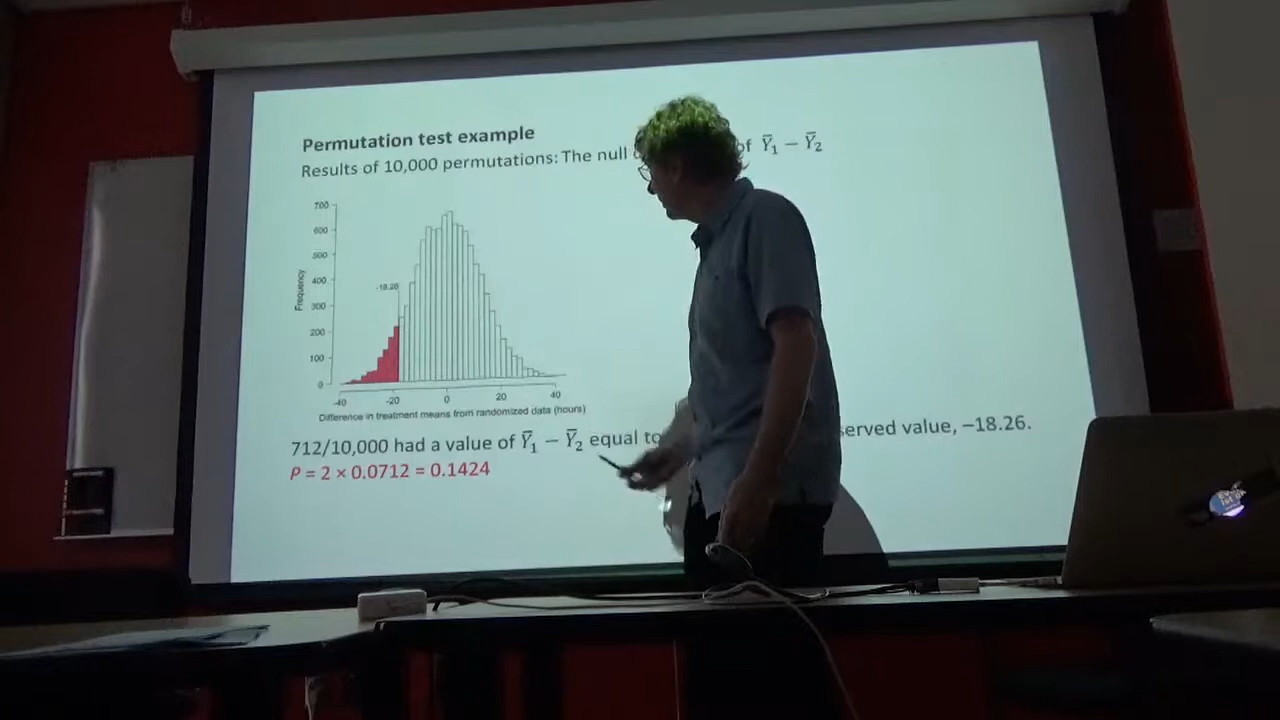 Permutation test example
Results of 10,000 permutations: The null of Ȳ₁ − Ȳ₂
700
600
500
400
300
200
100
0
Frequency
-18.26
-40 -20 0 20 40
Difference in treatment means from randomized data (hours)
712/10,000 had a value of Ȳ₁ − Ȳ₂ equal to served value, −18.26.
P = 2 × 0.0712 = 0.1424